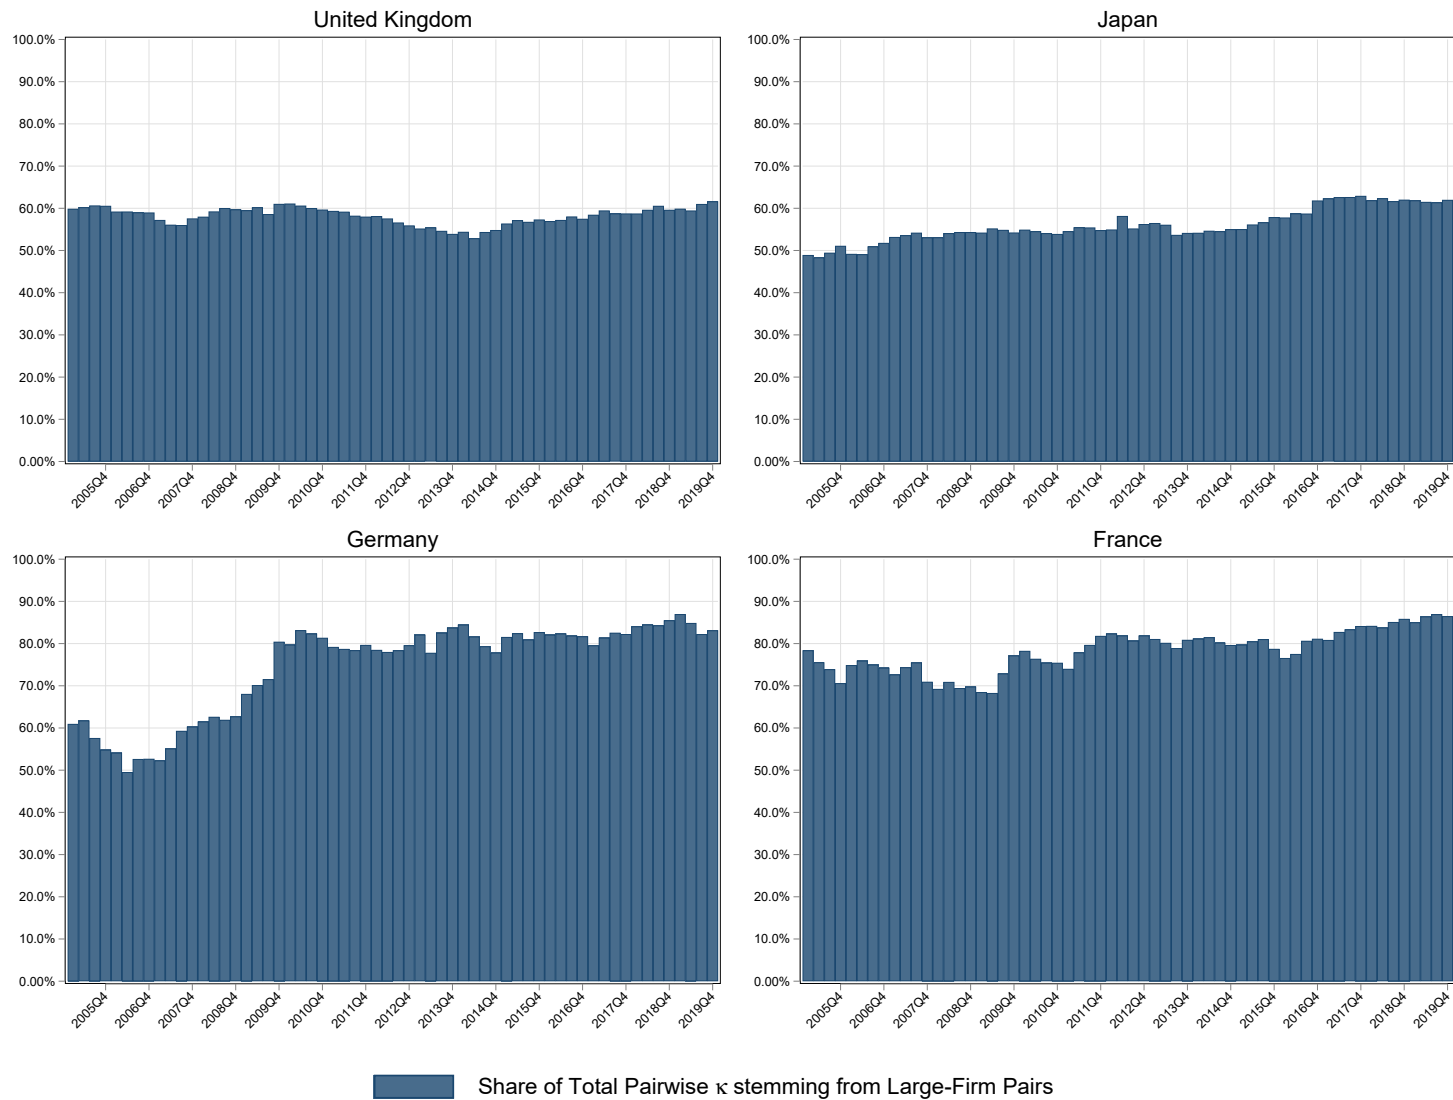 United Kingdom
100.0%
90.0%
80.0%
70.0%
60.0%
50.0%
40.0%
30.0%
20.0%
10.0%
0.00%
2005Q4
2006Q4
2007Q4
2008Q4
2009Q4
2010Q4
2011Q4
2012Q4
2013Q4
2014Q4
2015Q4
2016Q4
2017Q4
2018Q4
2019Q4
Japan
100.0%
90.0%
80.0%
70.0%
60.0%
50.0%
40.0%
30.0%
20.0%
10.0%
0.00%
2005Q4
2006Q4
2007Q4
2008Q4
2009Q4
2010Q4
2011Q4
2012Q4
2013Q4
2014Q4
2015Q4
2016Q4
2017Q4
2018Q4
2019Q4
Germany
100.0%
90.0%
80.0%
70.0%
60.0%
50.0%
40.0%
30.0%
20.0%
10.0%
0.00%
2005Q4
2006Q4
2007Q4
2008Q4
2009Q4
2010Q4
2011Q4
2012Q4
2013Q4
2014Q4
2015Q4
2016Q4
2017Q4
2018Q4
2019Q4
France
100.0%
90.0%
80.0%
70.0%
60.0%
50.0%
40.0%
30.0%
20.0%
10.0%
0.00%
2005Q4
2006Q4
2007Q4
2008Q4
2009Q4
2010Q4
2011Q4
2012Q4
2013Q4
2014Q4
2015Q4
2016Q4
2017Q4
2018Q4
2019Q4
Share of Total Pairwise κ stemming from Large-Firm Pairs